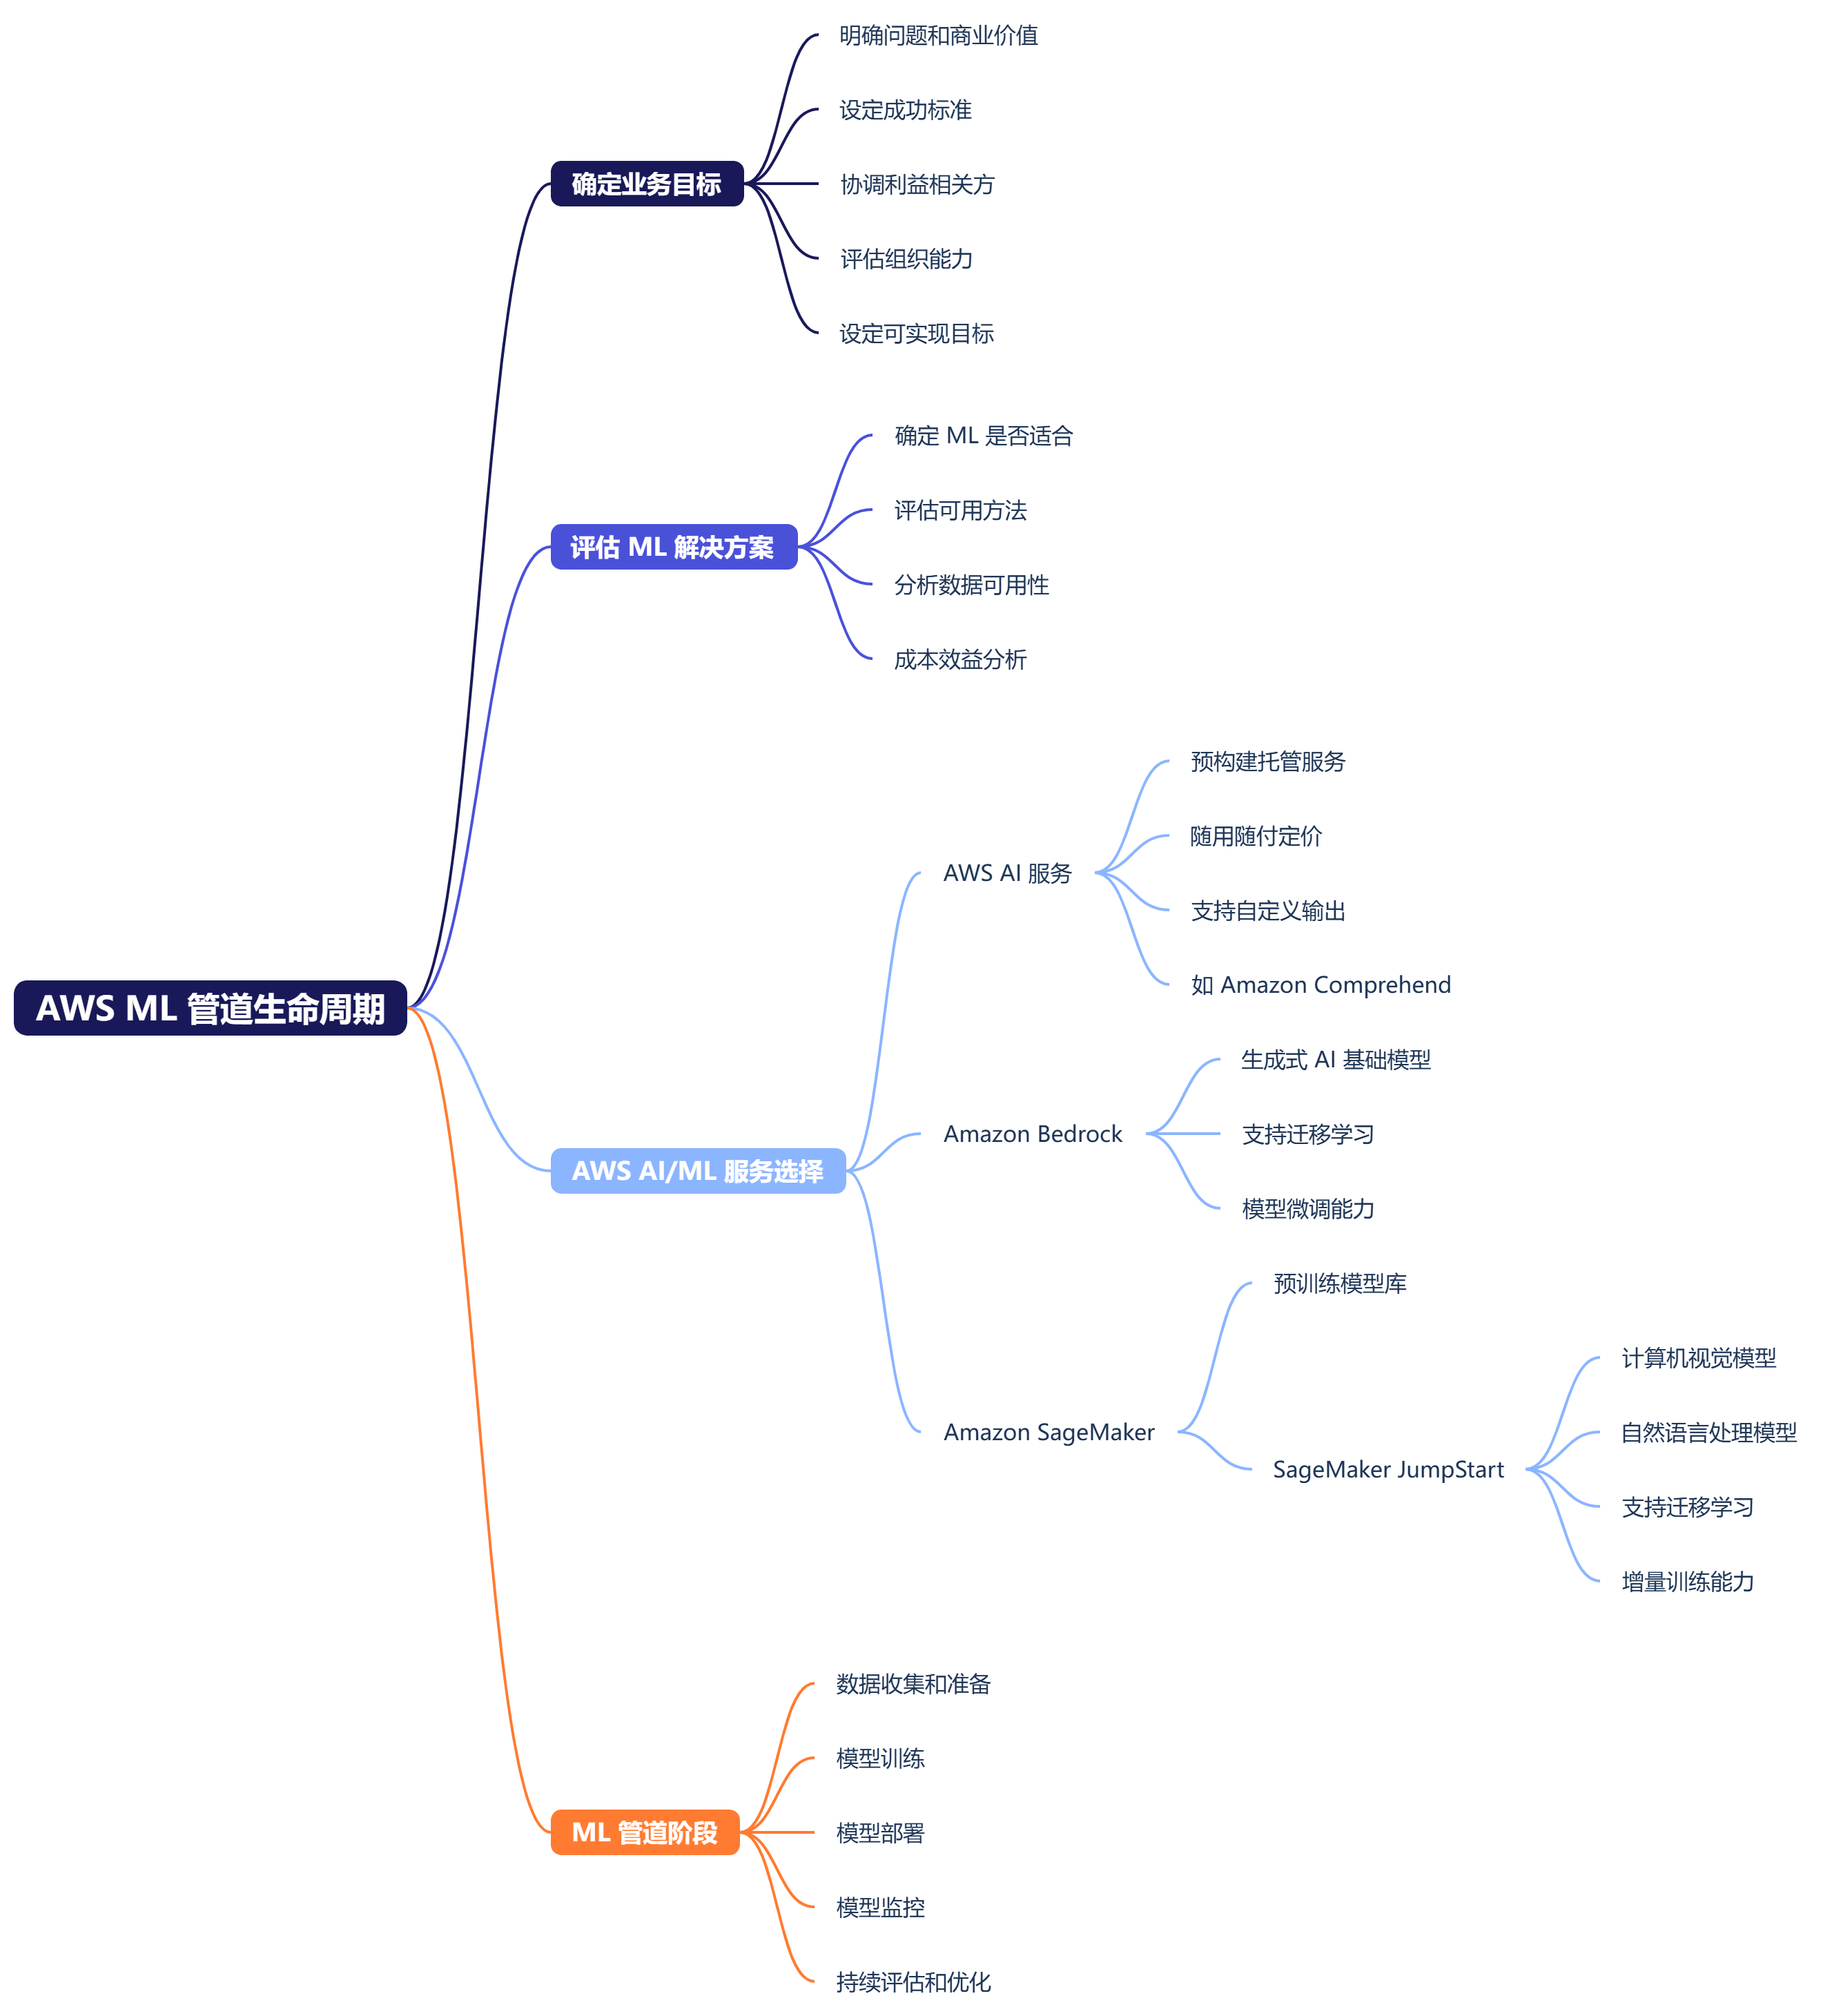 AWS ML 管道生命周期
确定业务目标
明确问题和商业价值
设定成功标准
协调利益相关方
评估组织能力
设定可实现目标
评估 ML 解决方案
确定 ML 是否适合
评估可用方法
分析数据可用性
成本效益分析
AWS AI/ML 服务选择
AWS AI 服务
预构建托管服务
随用随付定价
支持自定义输出
如 Amazon Comprehend
Amazon Bedrock
生成式 AI 基础模型
支持迁移学习
模型微调能力
Amazon SageMaker
预训练模型库
SageMaker JumpStart
计算机视觉模型
自然语言处理模型
支持迁移学习
增量训练能力
ML 管道阶段
数据收集和准备
模型训练
模型部署
模型监控
持续评估和优化